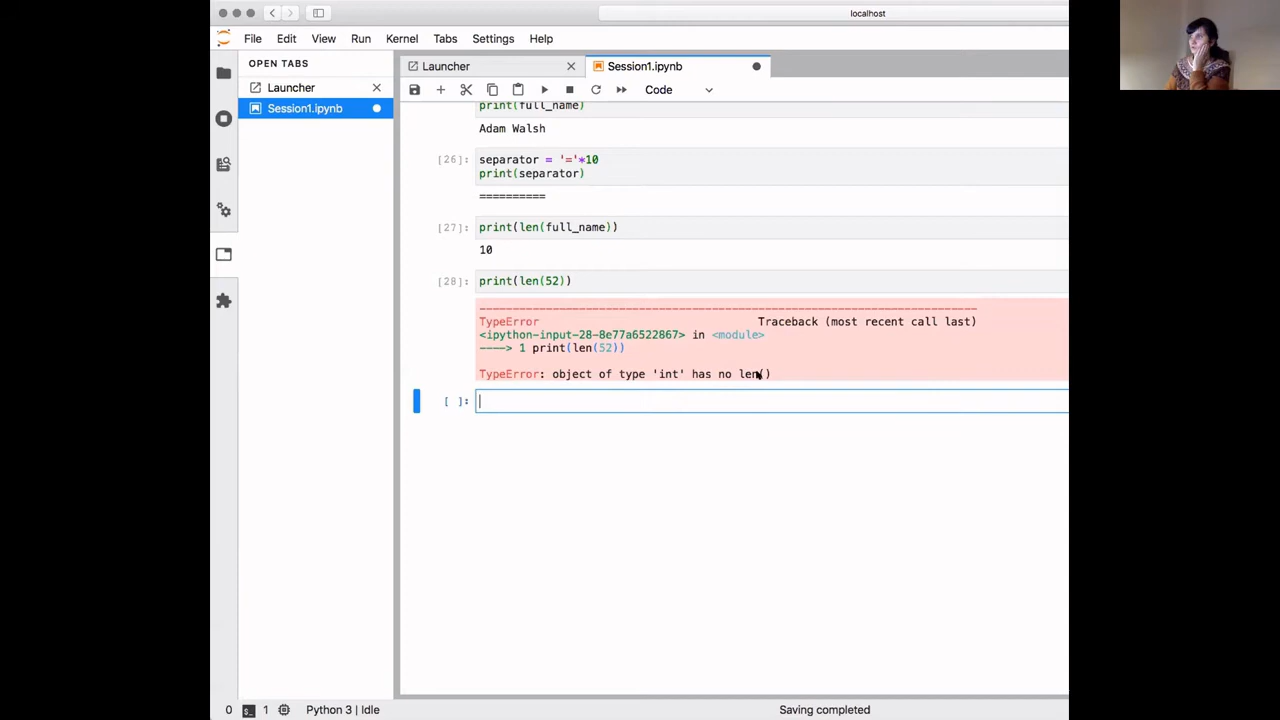 localhost
File Edit View Run Kernel Tabs Settings Help
OPEN TABS
Launcher
Session1.ipynb
Launcher
Session1.ipynb
Code
print(full_name)
Adam Walsh
[26]: separator = '='*10
print(separator)
==========
[27]: print(len(full_name))
10
[28]: print(len(52))
---------------------------------------------------------------------------
TypeError Traceback (most recent call last)
<ipython-input-28-8e77a6522867> in <module>
----> 1 print(len(52))
TypeError: object of type 'int' has no len()
[ ]:
0 1 Python 3 | Idle Saving completed